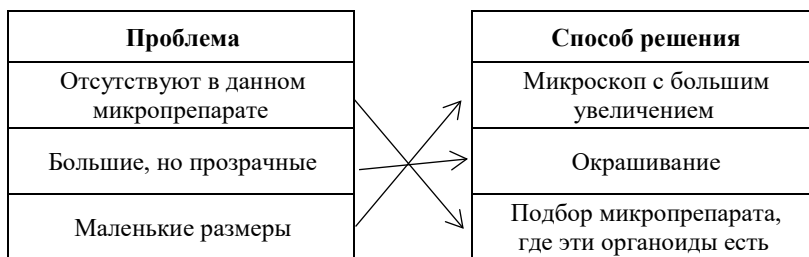 Проблема
Отсутствуют в данном
микропрепарате
Большие, но прозрачные
Маленькие размеры
Способ решения
Микроскоп с большим
увеличением
Окрашивание
Подбор микропрепарата,
где эти органоиды есть